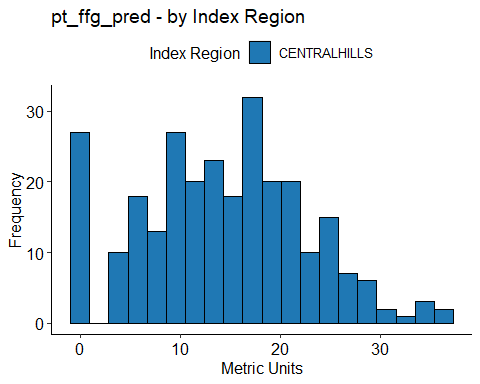 pt_ffg_pred - by Index Region
Index Region CENTRALHILLS
30
20
10
0
Frequency
0 10 20 30
Metric Units